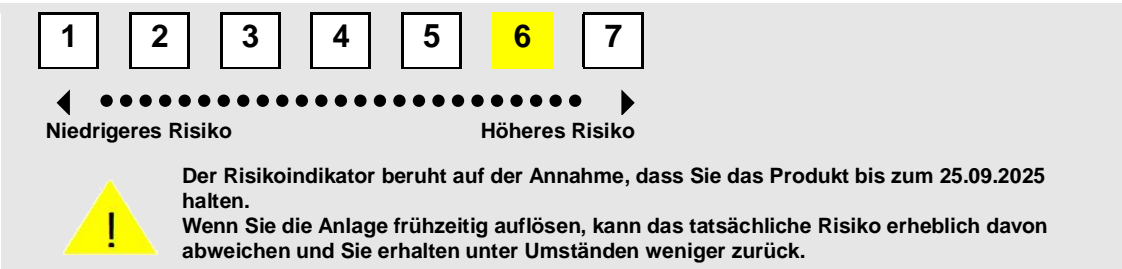 1 2 3 4 5 6 7
Niedrigeres Risiko Höheres Risiko
Der Risikoindikator beruht auf der Annahme, dass Sie das Produkt bis zum 25.09.2025
halten.
Wenn Sie die Anlage frühzeitig auflösen, kann das tatsächliche Risiko erheblich davon
abweichen und Sie erhalten unter Umständen weniger zurück.
!